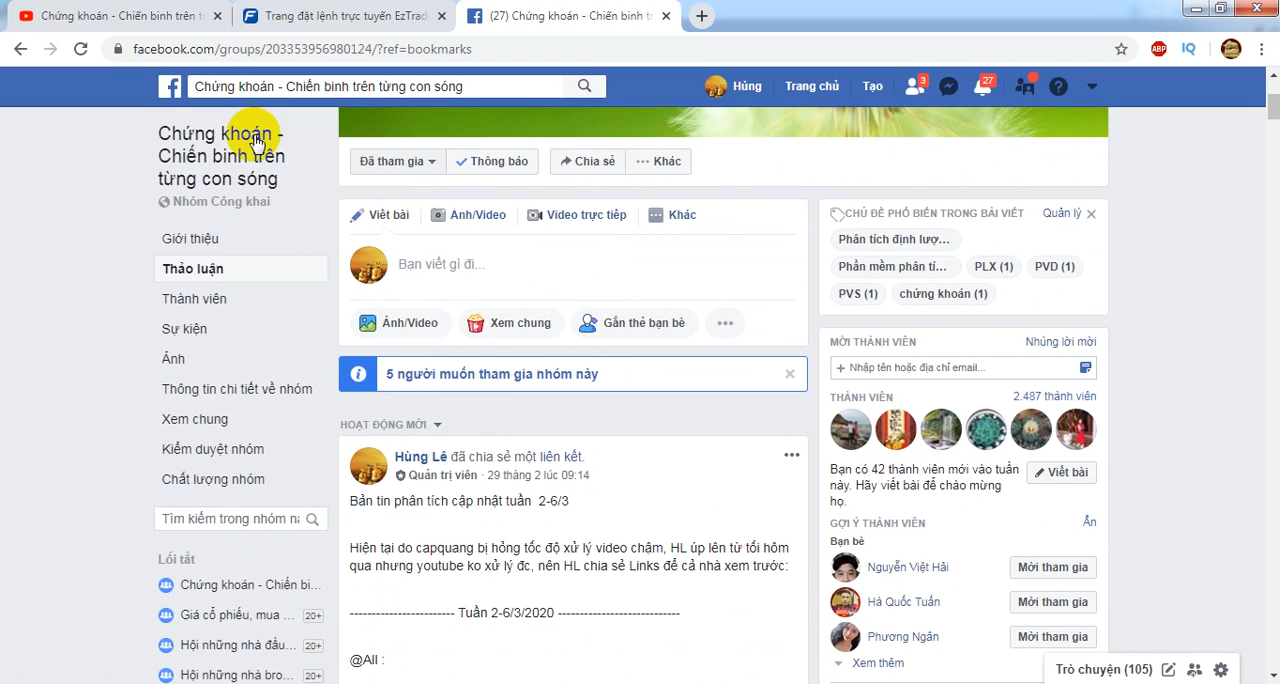 Chứng khoán - Chiến binh trên t
Trang đặt lệnh trực tuyến EzTrad
(27) Chứng khoán - Chiến binh tr
facebook.com/groups/203353956980124/?ref=bookmarks
ABP
IQ
Chứng khoán - Chiến binh trên từng con sóng
Hùng
Trang chủ
Tạo
3
27
Chứng khoán -
Chiến binh trên
từng con sóng
Nhóm Công khai
Giới thiệu
Thảo luận
Thành viên
Sự kiện
Ảnh
Thông tin chi tiết về nhóm
Xem chung
Kiểm duyệt nhóm
Chất lượng nhóm
Tìm kiếm trong nhóm nà
Lối tắt
Chứng khoán - Chiến bi...
Giá cổ phiếu, mua ... 20+
Hội những nhà đầu... 20+
Hội những nhà bro... 20+
Đã tham gia
Thông báo
Chia sẻ
Khác
Viết bài
Ảnh/Video
Video trực tiếp
Khác
Bạn viết gì đi...
Ảnh/Video
Xem chung
Gắn thẻ bạn bè
5 người muốn tham gia nhóm này
HOẠT ĐỘNG MỚI
Hùng Lê đã chia sẻ một liên kết.
Quản trị viên · 29 tháng 2 lúc 09:14
Bản tin phân tích cập nhật tuần 2-6/3
Hiện tại do capquang bị hỏng tốc độ xử lý video chậm, HL úp lên từ tối hôm
qua nhưng youtube ko xử lý đc, nên HL chia sẻ Links để cả nhà xem trước:
----------------------- Tuần 2-6/3/2020 ----------------------------
@All :
CHỦ ĐỀ PHỔ BIẾN TRONG BÀI VIẾT
Quản lý
Phân tích định lượ...
Phần mềm phân tí...
PLX (1)
PVD (1)
PVS (1)
chứng khoán (1)
MỜI THÀNH VIÊN
Nhúng lời mời
+ Nhập tên hoặc địa chỉ email...
THÀNH VIÊN
2.487 thành viên
Bạn có 42 thành viên mới vào tuần
này. Hãy viết bài để chào mừng
họ.
Viết bài
GỢI Ý THÀNH VIÊN
Ẩn
Bạn bè
Nguyễn Việt Hải
Mời tham gia
Hà Quốc Tuấn
Mời tham gia
Phương Ngân
Mời tham gia
Xem thêm
Trò chuyện (105)